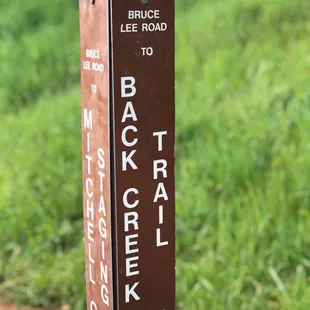 BRUCE
LEE ROAD
TO
MITCHELL
STAGING
BRUCE
LEE ROAD
TO
BACK CREEK
TRAIL